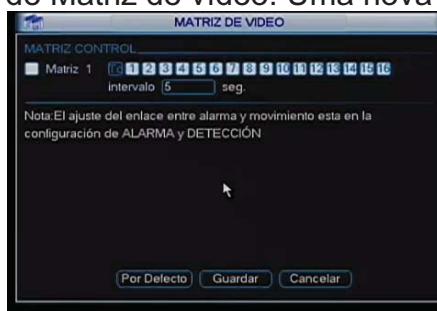 de Matriz de vídeo. Uma nova
MATRIZ DE VIDEO
MATRIZ CONTROL
Matriz 1 1 2 3 4 5 6 7 8 9 10 11 12 13 14 15 16
intervalo 5 seg.
Nota:El ajuste del enlace entre alarma y movimiento esta en la
configuración de ALARMA y DETECCIÓN
Por Defecto Guardar Cancelar